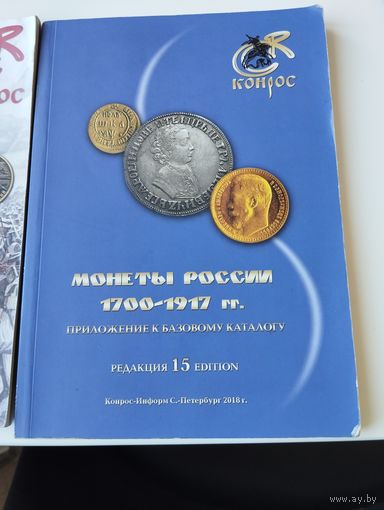 КОНРОС
МОНЕТЫ РОССИИ
1700-1917 гг.
ПРИЛОЖЕНИЕ К БАЗОВОМУ КАТАЛОГУ
РЕДАКЦИЯ 15 EDITION
Конрос-Информ С.-Петербург 2018 г.
www.ay.by